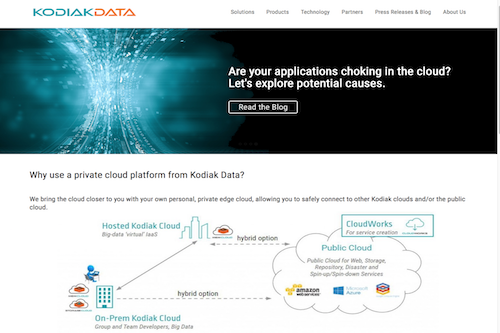 KODIAKDATA
Solutions Products Technology Partners Press Releases & Blog About Us
Are your applications choking in the cloud?
Let's explore potential causes.
Read the Blog
Why use a private cloud platform from Kodiak Data?
We bring the cloud closer to you with your own personal, private edge cloud, allowing you to safely connect to other Kodiak clouds and/or the public
cloud.
CloudWorks
For service creation
Hosted Kodiak Cloud
Big-data 'virtual' IaaS
hybrid option
Public Cloud
Public Cloud for Web, Storage,
Repository, Disaster and
Spin-up/Spin-down Services
amazon
web services
Microsoft
Azure
hybrid option
On-Prem Kodiak Cloud
Group and Team Developers, Big Data